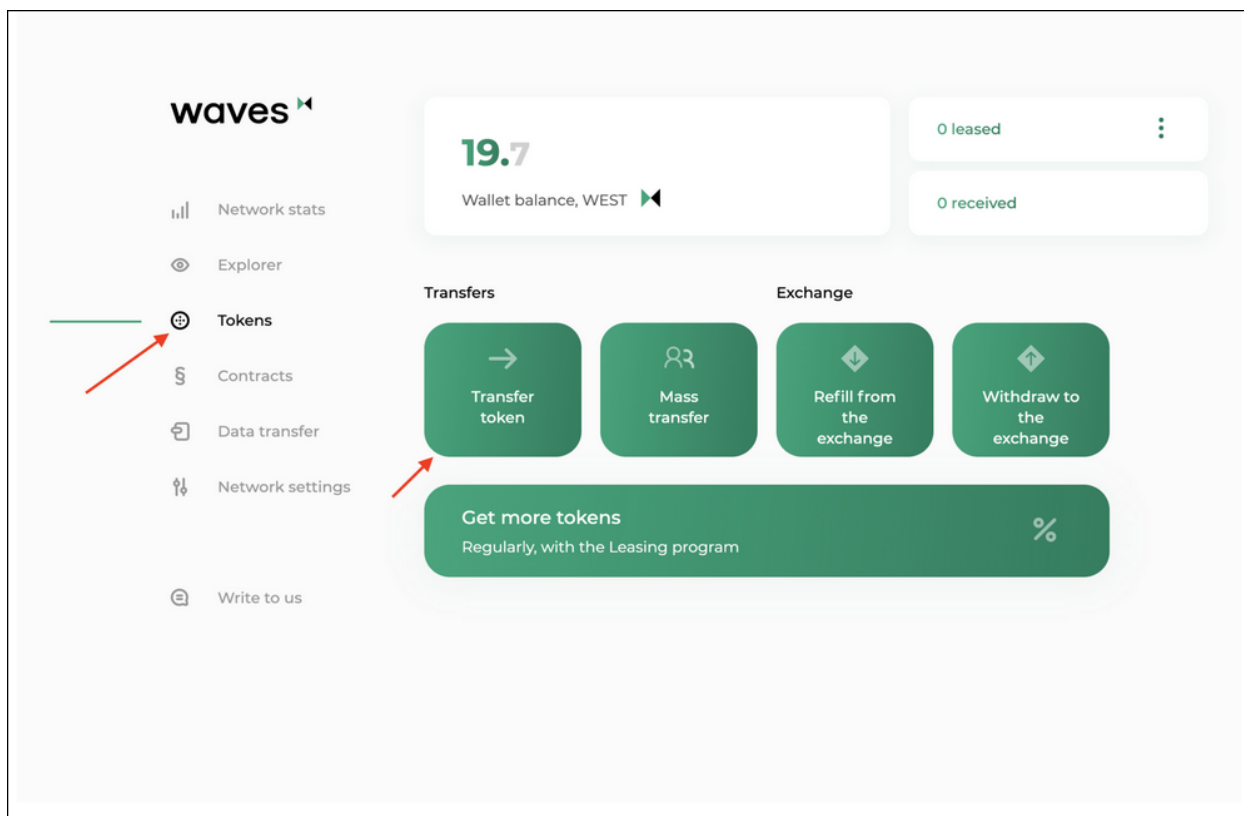 waves
Network stats
Explorer
Tokens
§ Contracts
Data transfer
Network settings
Write to us
19.7
Wallet balance, WEST
0 leased
0 received
Transfers
Exchange
Transfer
token
Mass
transfer
Refill from
the
exchange
Withdraw to
the
exchange
Get more tokens
Regularly, with the Leasing program
%